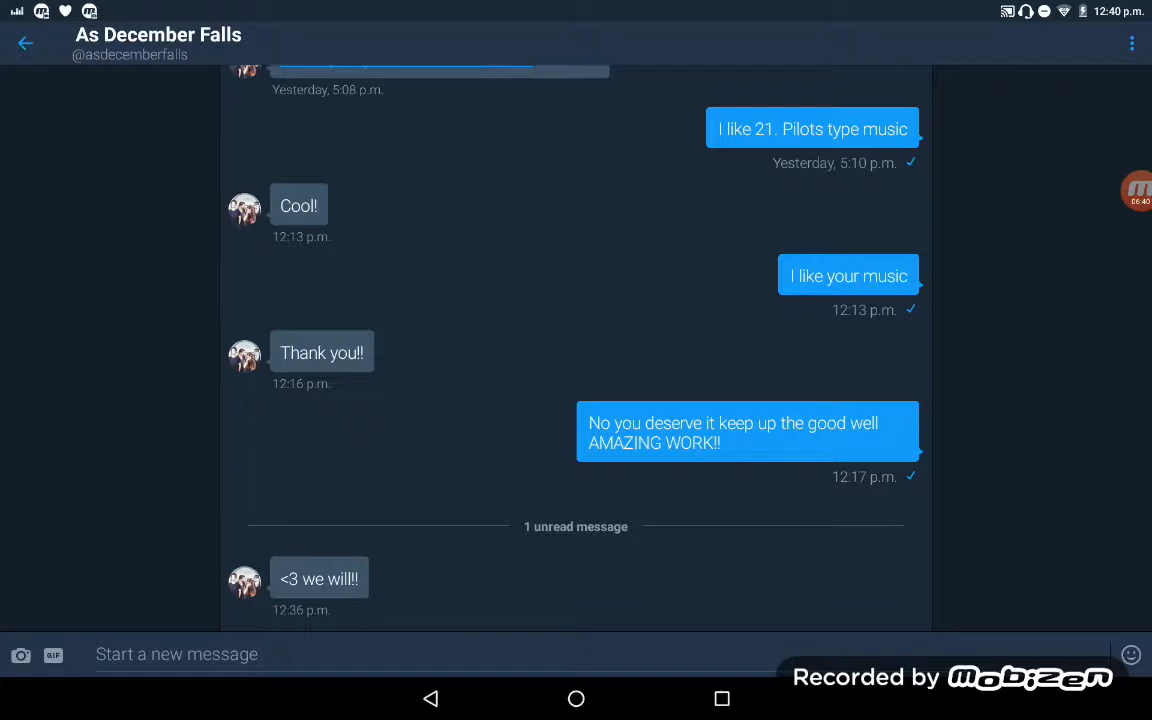 12:40 p.m.
As December Falls
@asdecemberfalls
Yesterday, 5:08 p.m.
I like 21. Pilots type music
Yesterday, 5:10 p.m.
06:40
Cool!
12:13 p.m.
I like your music
12:13 p.m.
Thank you!!
12:16 p.m.
No you deserve it keep up the good well
AMAZING WORK!!
12:17 p.m.
1 unread message
<3 we will!!
12:36 p.m.
GIF
Start a new message
Recorded by mobizen